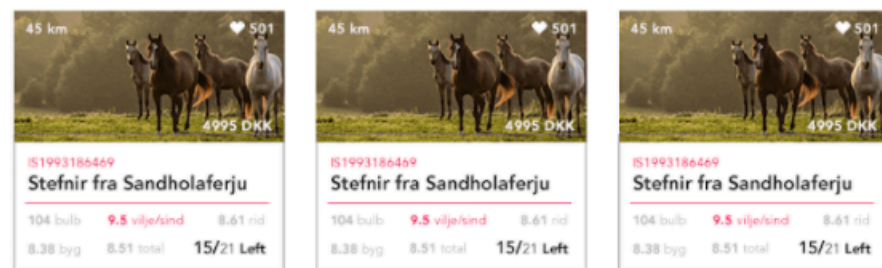 45 km ♥ 501
4995 DKK
IS1993186469
Stefnir fra Sandholaferju
104 bulb 9.5 vilje/sind 8.61 rid
8.38 byg 8.51 total 15/21 Left
45 km ♥ 501
4995 DKK
IS1993186469
Stefnir fra Sandholaferju
104 bulb 9.5 vilje/sind 8.61 rid
8.38 byg 8.51 total 15/21 Left
45 km ♥ 501
4995 DKK
IS1993186469
Stefnir fra Sandholaferju
104 bulb 9.5 vilje/sind 8.61 rid
8.38 byg 8.51 total 15/21 Left